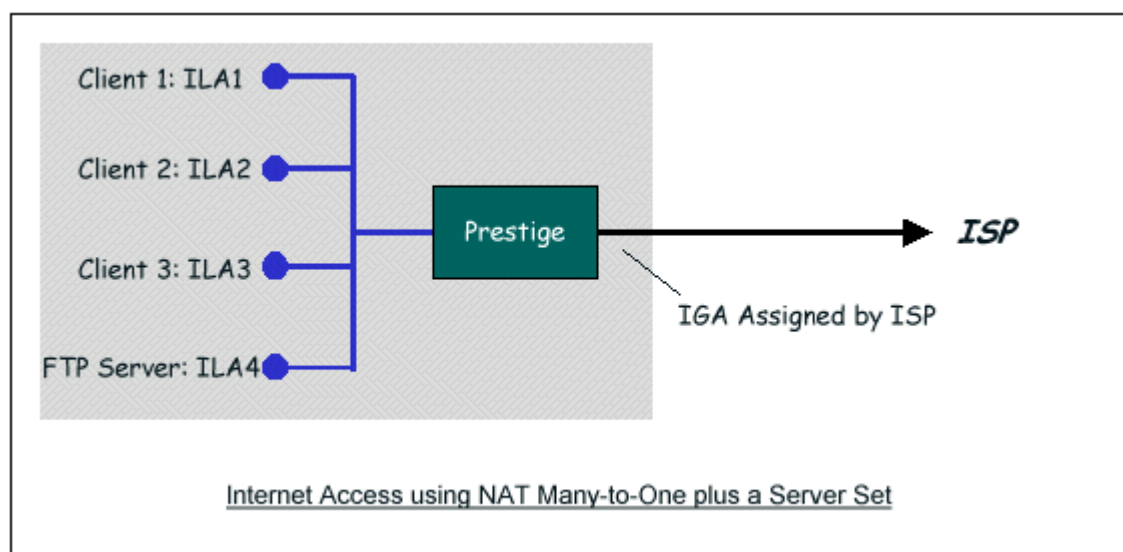 Client 1: ILA1
Client 2: ILA2
Prestige
ISP
Client 3: ILA3
IGA Assigned by ISP
FTP Server: ILA4
Internet Access using NAT Many-to-One plus a Server Set